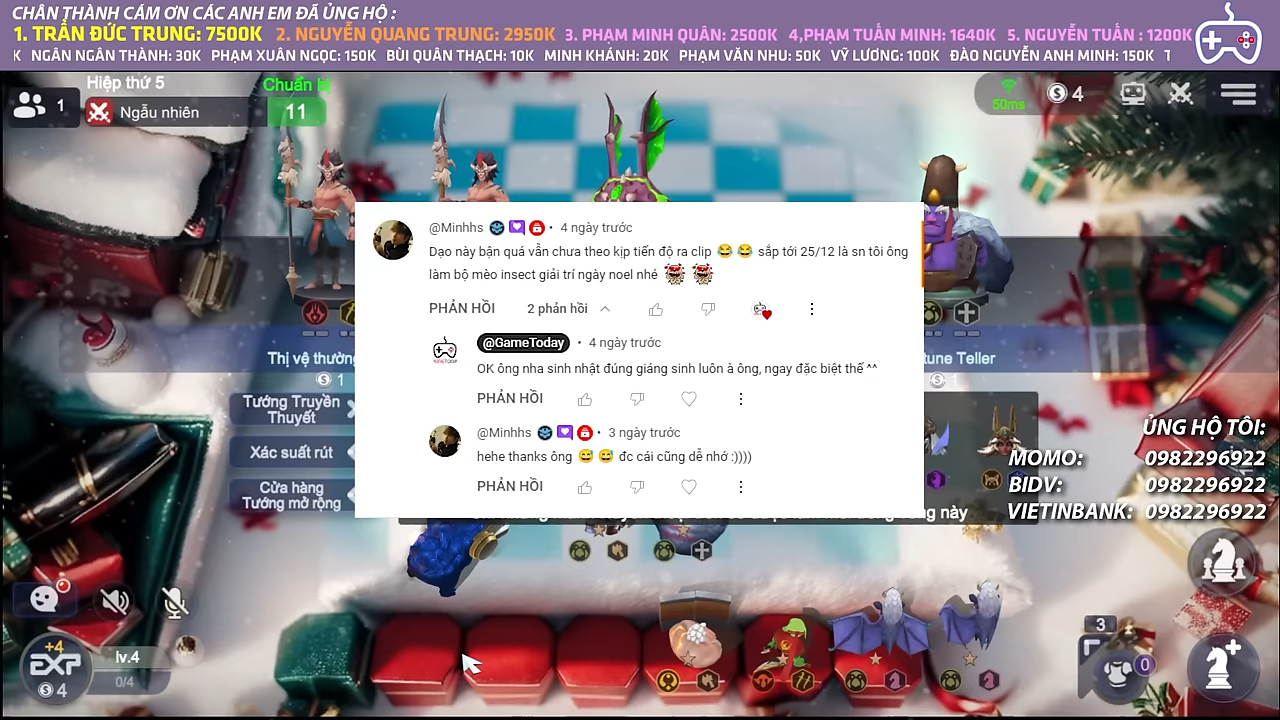 CHÂN THÀNH CÁM ƠN CÁC ANH EM ĐÃ ỦNG HỘ :
1. TRẦN ĐỨC TRUNG: 7500K 2. NGUYỄN QUANG TRUNG: 2950K 3. PHẠM MINH QUÂN: 2500K 4,PHẠM TUẤN MINH: 1640K 5. NGUYỄN TUẤN : 1200K
K NGÂN NGÂN THÀNH: 30K PHẠM XUÂN NGỌC: 150K BÙI QUÂN THẠCH: 10K MINH KHÁNH: 20K PHẠM VĂN NHU: 50K VỸ LƯƠNG: 100K ĐÀO NGUYỄN ANH MINH: 150K T
Hiệp thứ 5
Chuẩn bị
1
Ngẫu nhiên
11
50ms
4
@Minhhs • 4 ngày trước
Dạo này bận quá vẫn chưa theo kịp tiến độ ra clip 😂 😂 sắp tới 25/12 là sn tôi ông
làm bộ mèo insect giải trí ngày noel nhé
PHẢN HỒI 2 phản hồi
@GameToday • 4 ngày trước
OK ông nha sinh nhật đúng giáng sinh luôn à ông, ngay đặc biệt thế ^^
PHẢN HỒI
@Minhhs • 3 ngày trước
hehe thanks ông 😅 😅 đc cái cũng dễ nhớ :))))
PHẢN HỒI
Thị vệ thườn
une Teller
1
1
Tướng Truyền
Thuyết
Xác suất rút
Cửa hàng
Tướng mở rộng
ng này
ỦNG HỘ TÔI:
MOMO: 0982296922
BIDV: 0982296922
VIETINBANK: 0982296922
+4
EXP
4
lv.4
0/4
3
0